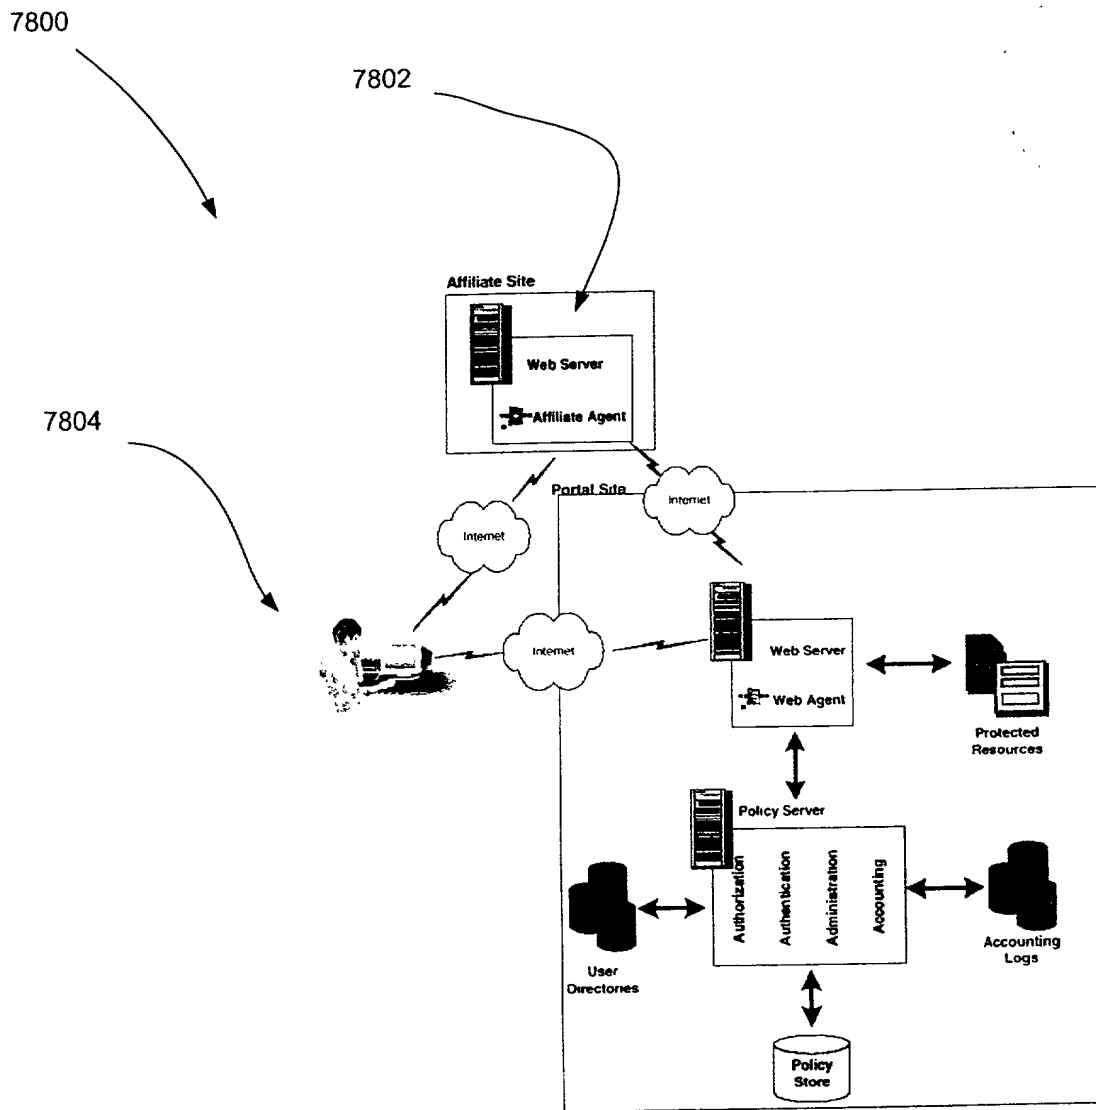 7800
7802
Affiliate Site
Web Server
Affiliate Agent
7804
Portal Site
Internet
Internet
Internet
Web Server
Web Agent
Protected
Resources
Policy Server
Authorization
Authentication
Administration
Accounting
User
Directories
Accounting
Logs
Policy
Store